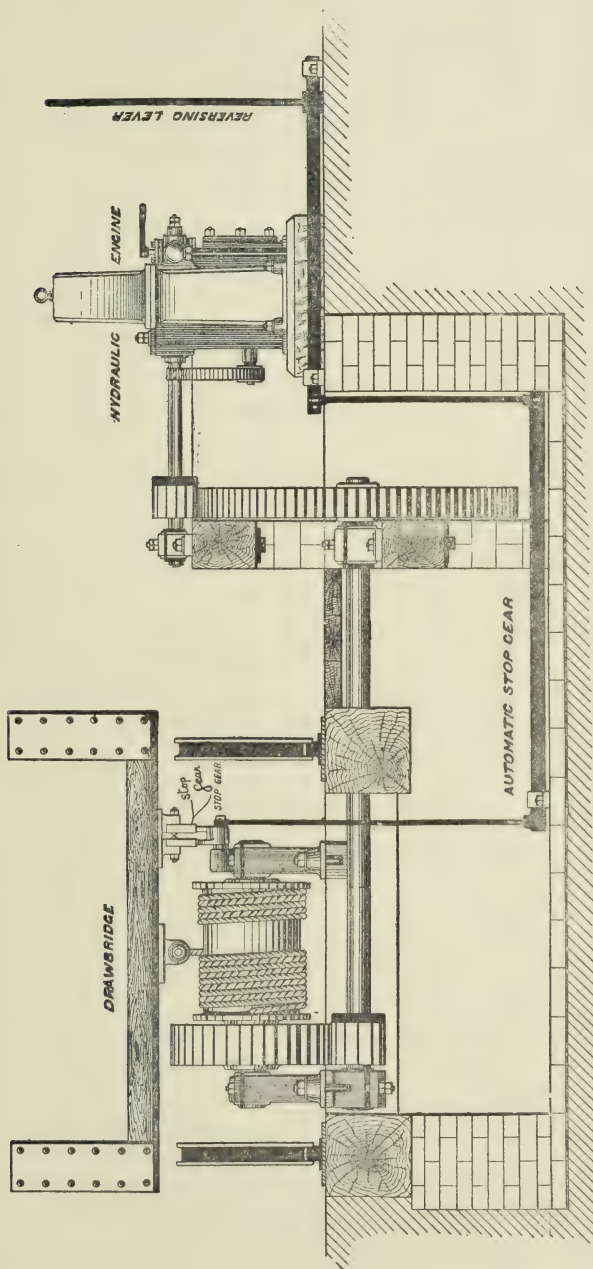 REVERSING LEVER
HYDRAULIC ENGINE
AUTOMATIC STOP GEAR
DRAWBRIDGE
stop
gear
STOP GEAR